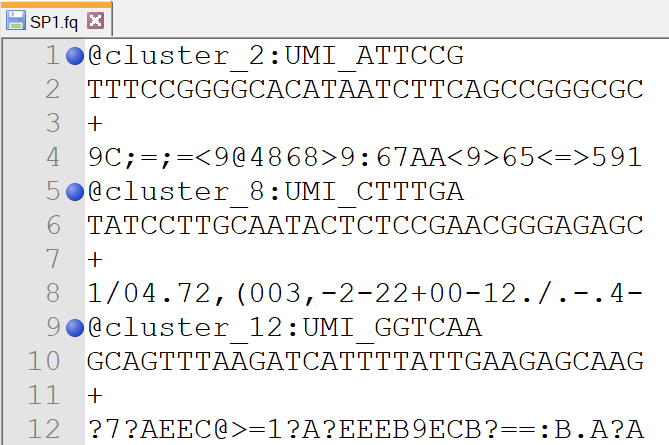 SP1.fq
1 @cluster_2:UMI_ATTCCG
2 TTTCCGGGGCACATAATCTTCAGCCGGGCGC
3 +
4 9C;=;=<9@4868>9:67AA<9>65<=>591
5 @cluster_8:UMI_CTTTGA
6 TATCCTTGCAATACTCTCCGAACGGGAGAGC
7 +
8 1/04.72,(003,-2-22+00-12./.-.4-
9 @cluster_12:UMI_GGTCAA
10 GCAGTTTAAGATCATTTTATTGAAGAGCAAG
11 +
12 ?7?AEEC@>=1?A?EEEB9ECB?==:B.A?A